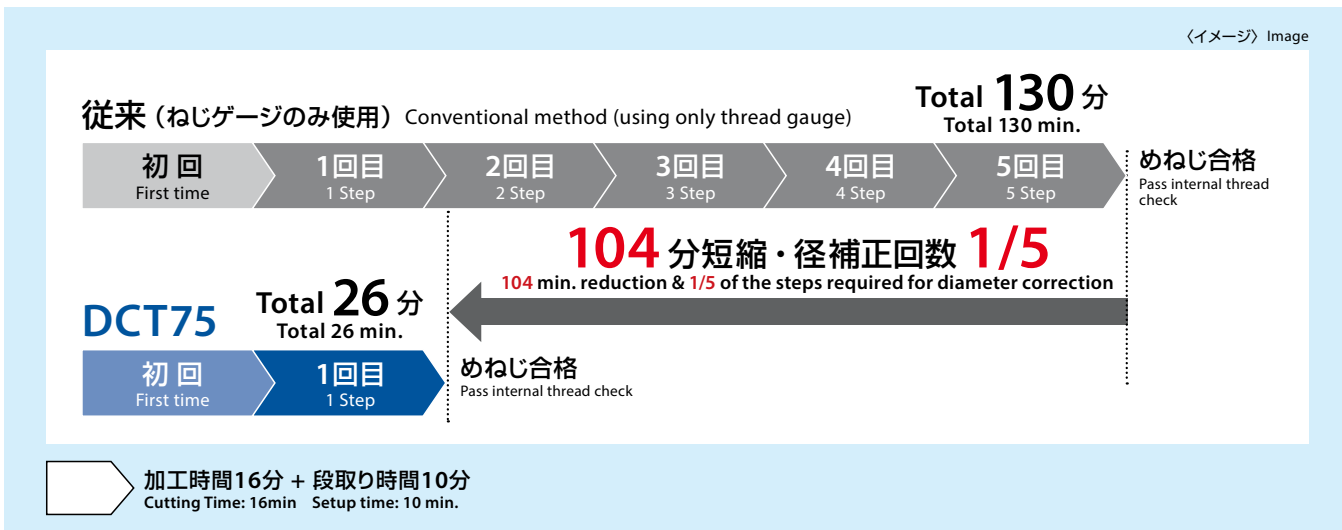 〈イメージ〉 Image
従来（ねじゲージのみ使用）Conventional method (using only thread gauge)
Total 130 分
Total 130 min.
初 回
First time
1回目
1 Step
2回目
2 Step
3回目
3 Step
4回目
4 Step
5回目
5 Step
めねじ合格
Pass internal thread
check
104 分短縮・径補正回数 1/5
104 min. reduction & 1/5 of the steps required for diameter correction
DCT75
Total 26 分
Total 26 min.
初 回
First time
1回目
1 Step
めねじ合格
Pass internal thread check
加工時間16分 + 段取り時間10分
Cutting Time: 16min Setup time: 10 min.